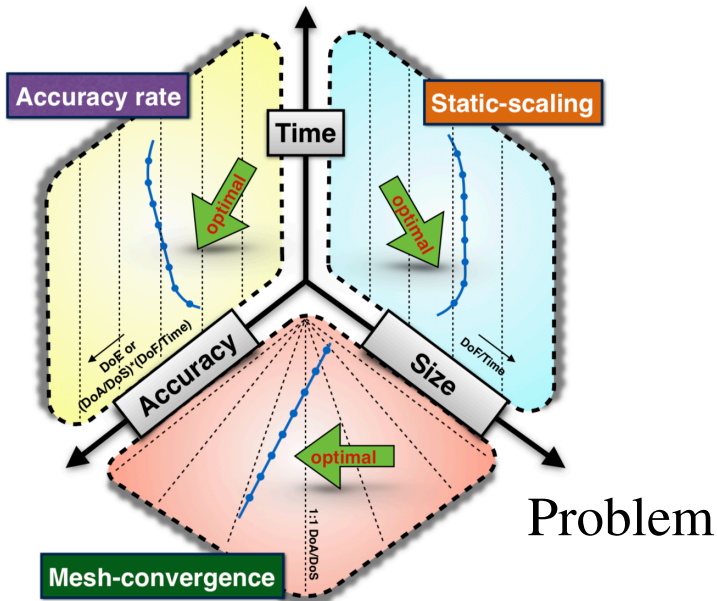 Accuracy rate
Time
Static-scaling
optimal
optimal
DoE or
(DoA/DoS)*(DoF/Time)
Accuracy
Size
DoF/Time
optimal
1:1 DoA/DoS
Problem
Mesh-convergence